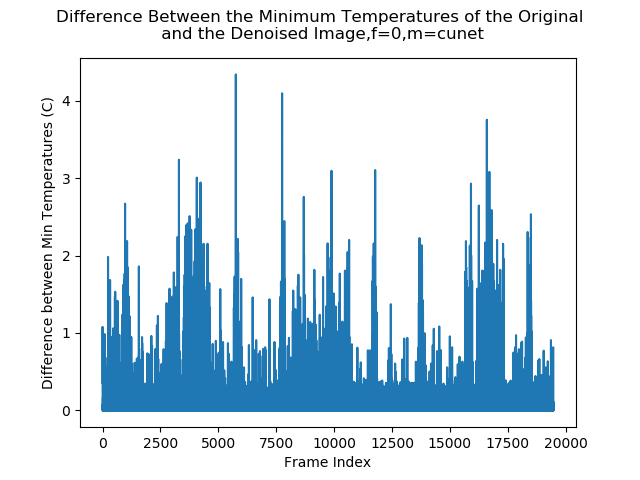 Difference Between the Minimum Temperatures of the Original
and the Denoised Image,f=0,m=cunet
Difference between Min Temperatures (C)
4
3
2
1
0
0 2500 5000 7500 10000 12500 15000 17500 20000
Frame Index